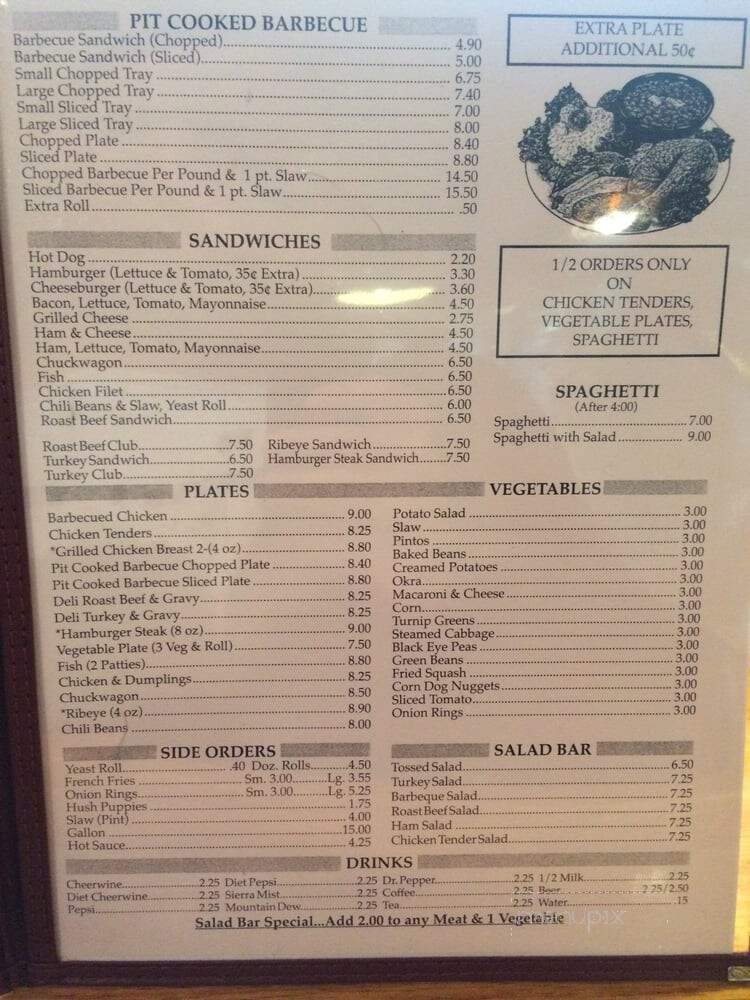 PIT COOKED BARBECUE
Barbecue Sandwich (Chopped) 4.90
Barbecue Sandwich (Sliced) 5.00
Small Chopped Tray 6.75
Large Chopped Tray 7.40
Small Sliced Tray 7.00
Large Sliced Tray 8.00
Chopped Plate 8.40
Sliced Plate 8.80
Chopped Barbecue Per Pound & 1 pt. Slaw 14.50
Sliced Barbecue Per Pound & 1 pt. Slaw 15.50
Extra Roll .50
EXTRA PLATE
ADDITIONAL 50¢
SANDWICHES
Hot Dog 2.20
Hamburger (Lettuce & Tomato, 35¢ Extra) 3.30
Cheeseburger (Lettuce & Tomato, 35¢ Extra) 3.60
Bacon, Lettuce, Tomato, Mayonnaise 4.50
Grilled Cheese 2.75
Ham & Cheese 4.50
Ham, Lettuce, Tomato, Mayonnaise 4.50
Chuckwagon 6.50
Fish 6.50
Chicken Filet 6.50
Chili Beans & Slaw, Yeast Roll 6.00
Roast Beef Sandwich 6.50
Roast Beef Club 7.50 Ribeye Sandwich 7.50
Turkey Sandwich 6.50 Hamburger Steak Sandwich 7.50
Turkey Club 7.50
1/2 ORDERS ONLY
ON
CHICKEN TENDERS,
VEGETABLE PLATES,
SPAGHETTI
SPAGHETTI
(After 4:00)
Spaghetti 7.00
Spaghetti with Salad 9.00
PLATES
Barbecued Chicken 9.00
Chicken Tenders 8.25
*Grilled Chicken Breast 2-(4 oz) 8.80
Pit Cooked Barbecue Chopped Plate 8.40
Pit Cooked Barbecue Sliced Plate 8.80
Deli Roast Beef & Gravy 8.25
Deli Turkey & Gravy 8.25
*Hamburger Steak (8 oz) 9.00
Vegetable Plate (3 Veg & Roll) 7.50
Fish (2 Patties) 8.80
Chicken & Dumplings 8.25
Chuckwagon 8.50
*Ribeye (4 oz) 8.90
Chili Beans 8.00
VEGETABLES
Potato Salad 3.00
Slaw 3.00
Pintos 3.00
Baked Beans 3.00
Creamed Potatoes 3.00
Okra 3.00
Macaroni & Cheese 3.00
Corn 3.00
Turnip Greens 3.00
Steamed Cabbage 3.00
Black Eye Peas 3.00
Green Beans 3.00
Fried Squash 3.00
Corn Dog Nuggets 3.00
Sliced Tomato 3.00
Onion Rings 3.00
SIDE ORDERS
Yeast Roll .40 Doz. Rolls 4.50
French Fries Sm. 3.00 Lg. 3.55
Onion Rings Sm. 3.00 Lg. 5.25
Hush Puppies 1.75
Slaw (Pint) 4.00
Gallon 15.00
Hot Sauce 4.25
SALAD BAR
Tossed Salad 6.50
Turkey Salad 7.25
Barbeque Salad 7.25
Roast Beef Salad 7.25
Ham Salad 7.25
Chicken Tender Salad 7.25
DRINKS
Cheerwine 2.25 Diet Pepsi 2.25 Dr. Pepper 2.25 1/2 Milk 2.25
Diet Cheerwine 2.25 Sierra Mist 2.25 Coffee 2.25 Beer 2.25/2.50
Pepsi 2.25 Mountain Dew 2.25 Tea 2.25 Water .15
Salad Bar Special...Add 2.00 to any Meat & 1 Vegetable